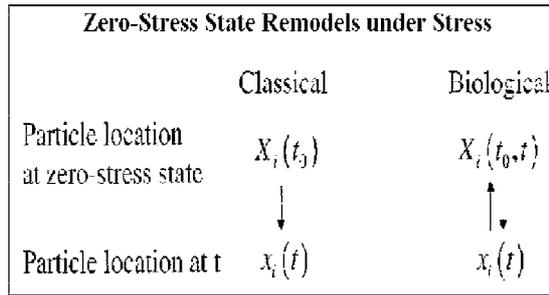 Zero-Stress State Remodels under Stress
Classical Biological
Particle location
at zero-stress state
X_i(t_0) X_i(t_0,t)
Particle location at t x_i(t) x_i(t)